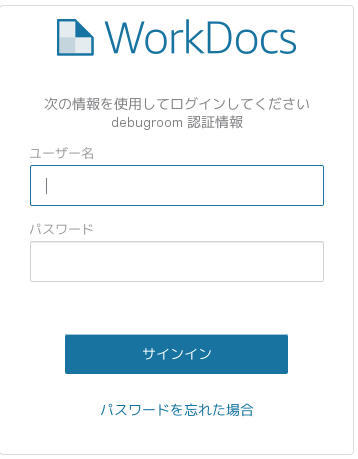 WorkDocs
次の情報を使用してログインしてください
debugroom 認証情報
ユーザー名
パスワード
サインイン
パスワードを忘れた場合